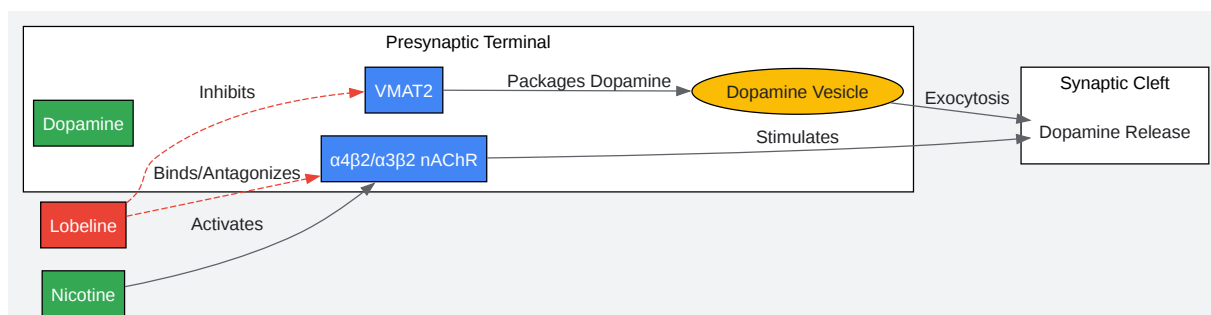 Presynaptic Terminal
Inhibits
VMAT2
Packages Dopamine
Dopamine Vesicle
Exocytosis
Synaptic Cleft
Dopamine
Dopamine Release
Stimulates
α4β2/α3β2 nAChR
Binds/Antagonizes
Lobeline
Activates
Nicotine